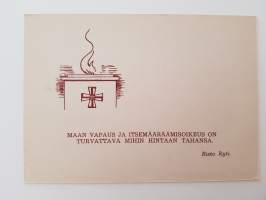 MAAN VAPAUS JA ITSEMÄÄRÄÄMISOIKEUS ON
TURVATTAVA MIHIN HINTAAN TAHANSA.
Risto Ryti.